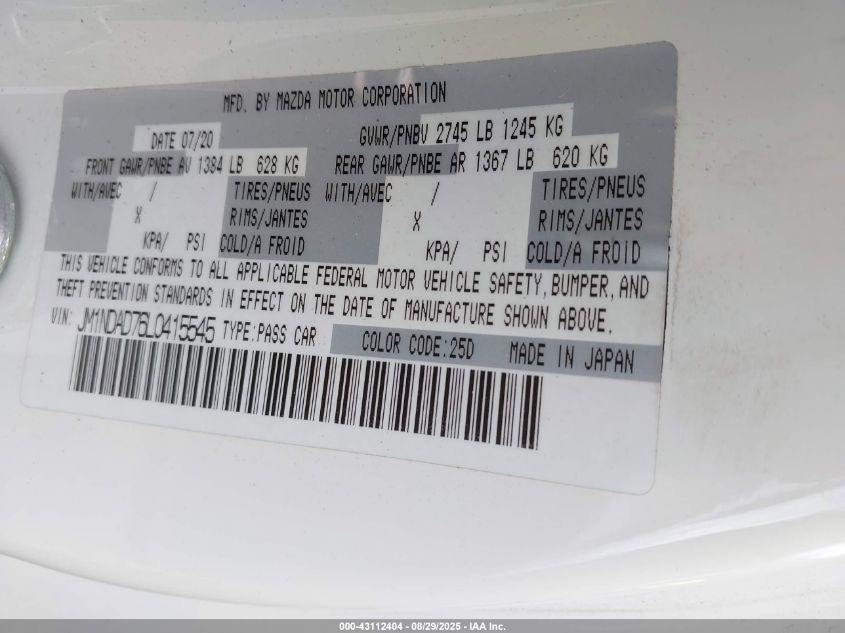 MFD. BY MAZDA MOTOR CORPORATION
DATE 07/20 GVWR/PNBV 2745 LB 1245 KG
FRONT GAWR/PNBE AV 1384 LB 628 KG REAR GAWR/PNBE AR 1367 LB 620 KG
WITH/AVEC / TIRES/PNEUS WITH/AVEC / TIRES/PNEUS
X RIMS/JANTES X RIMS/JANTES
KPA/ PSI COLD/A FROID KPA/ PSI COLD/A FROID
THIS VEHICLE CONFORMS TO ALL APPLICABLE FEDERAL MOTOR VEHICLE SAFETY, BUMPER, AND
THEFT PREVENTION STANDARDS IN EFFECT ON THE DATE OF MANUFACTURE SHOWN ABOVE.
VIN: JM1NDAD76L0415545 TYPE:PASS CAR COLOR CODE:25D MADE IN JAPAN
000-43112404 - 08/29/2025 - IAA Inc.